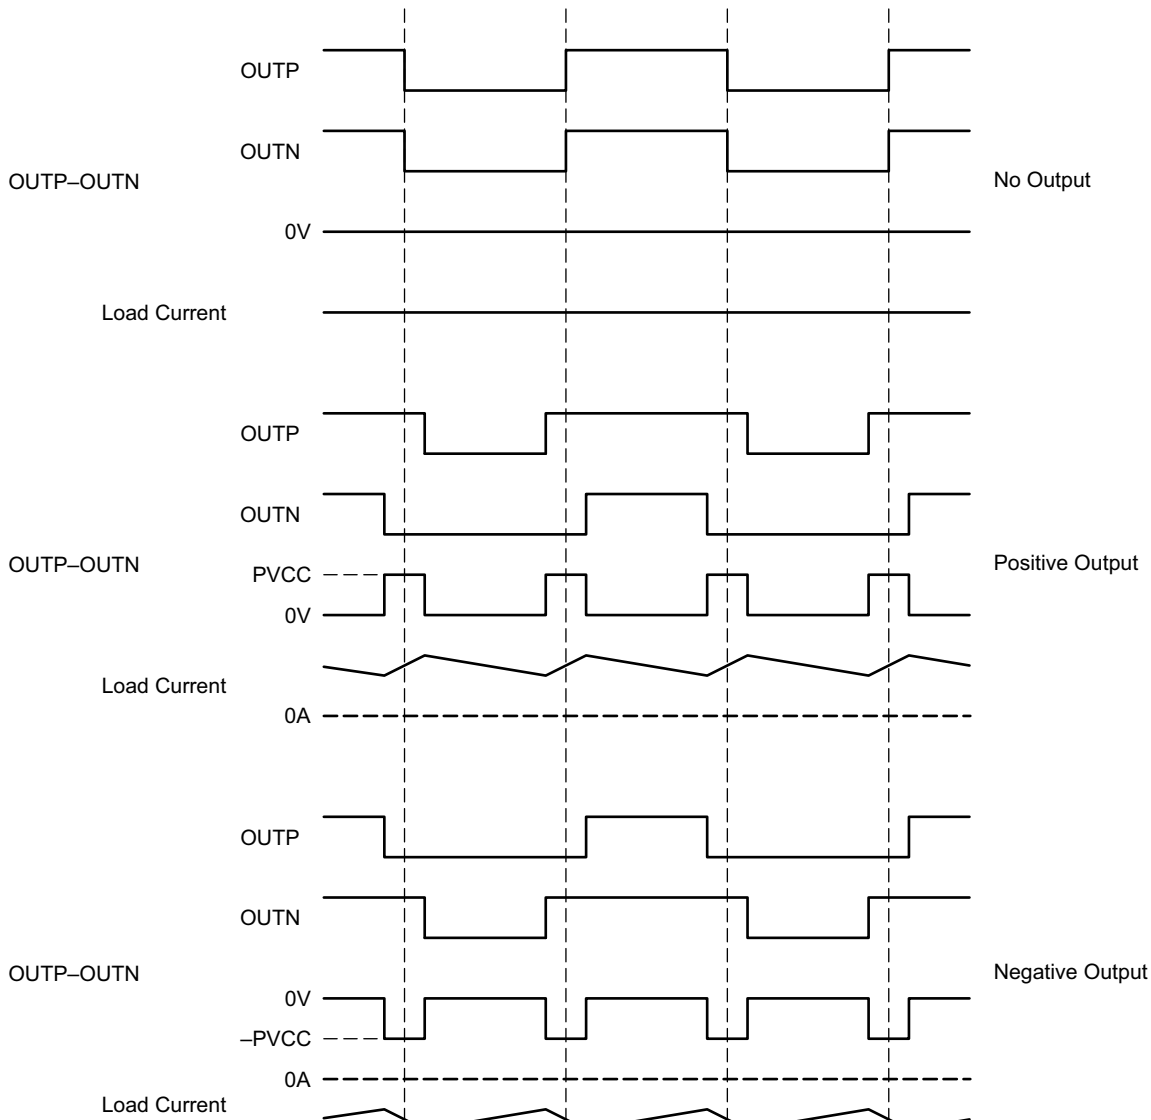 OUTP
OUTN
OUTP–OUTN
No Output
0V
Load Current
OUTP
OUTN
OUTP–OUTN
Positive Output
PVCC
0V
Load Current
0A
OUTP
OUTN
OUTP–OUTN
Negative Output
0V
–PVCC
0A
Load Current